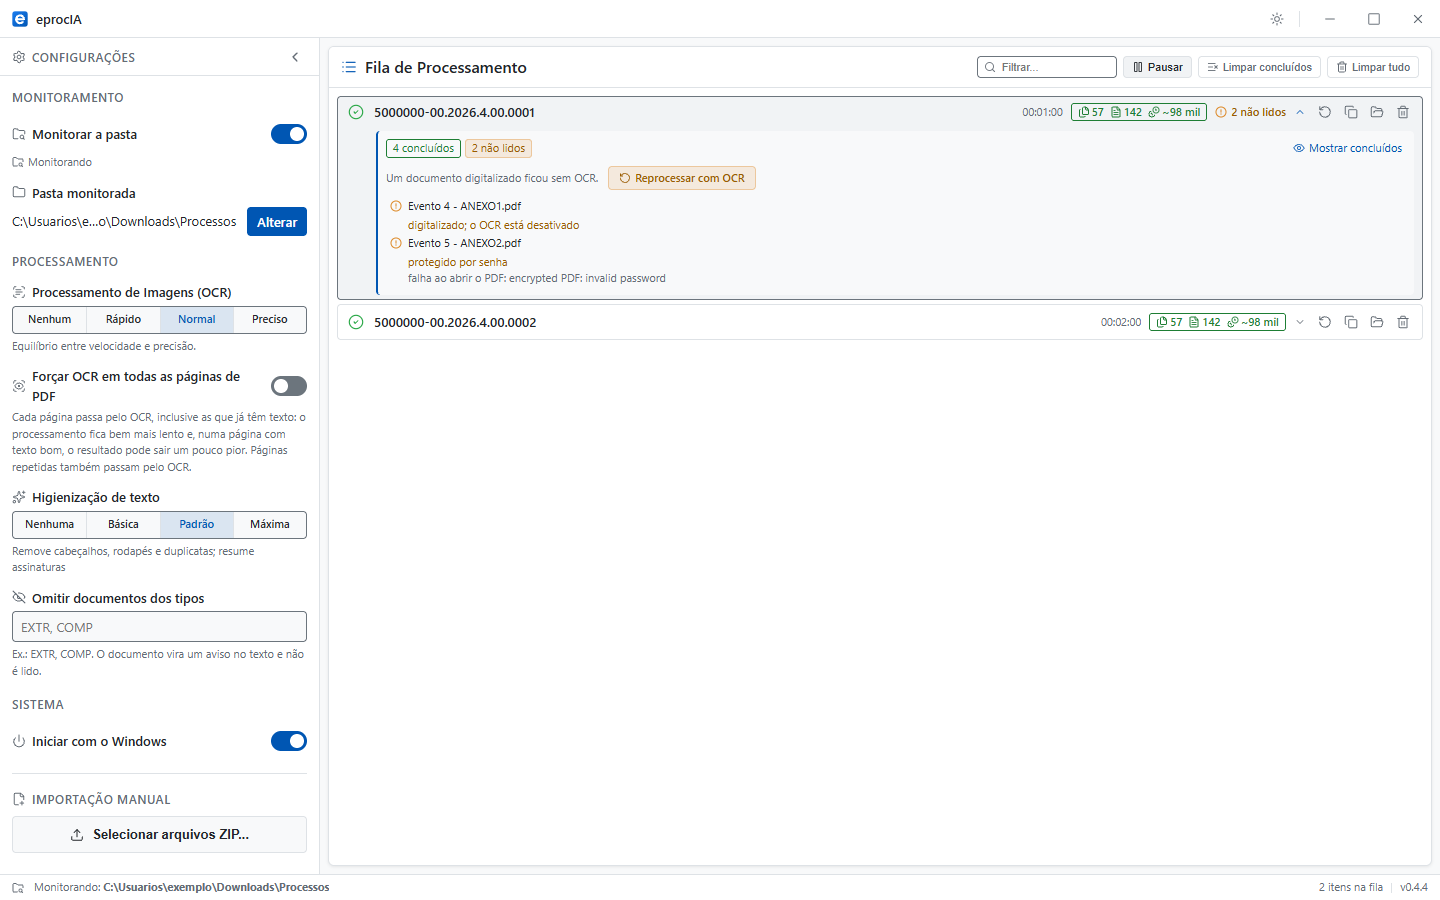 eprocIA
CONFIGURAÇÕES
MONITORAMENTO
Monitorar a pasta
Monitorando
Pasta monitorada
C:\Usuarios\e...o\Downloads\Processos
Alterar
PROCESSAMENTO
Processamento de Imagens (OCR)
Nenhum Rápido Normal Preciso
Equilíbrio entre velocidade e precisão.
Forçar OCR em todas as páginas de
PDF
Cada página passa pelo OCR, inclusive as que já têm texto: o
processamento fica bem mais lento e, numa página com
texto bom, o resultado pode sair um pouco pior. Páginas
repetidas também passam pelo OCR.
Higienização de texto
Nenhuma Básica Padrão Máxima
Remove cabeçalhos, rodapés e duplicatas; resume
assinaturas
Omitir documentos dos tipos
EXTR, COMP
Ex.: EXTR, COMP. O documento vira um aviso no texto e não
é lido.
SISTEMA
Iniciar com o Windows
IMPORTAÇÃO MANUAL
Selecionar arquivos ZIP...
Fila de Processamento
Filtrar...
Pausar
Limpar concluídos
Limpar tudo
5000000-00.2026.4.00.0001
00:01:00 57 142 ~98 mil 2 não lidos
4 concluídos 2 não lidos
Mostrar concluídos
Um documento digitalizado ficou sem OCR. Reprocessar com OCR
Evento 4 - ANEXO1.pdf
digitalizado; o OCR está desativado
Evento 5 - ANEXO2.pdf
protegido por senha
falha ao abrir o PDF: encrypted PDF: invalid password
5000000-00.2026.4.00.0002
00:02:00 57 142 ~98 mil
Monitorando: C:\Usuarios\exemplo\Downloads\Processos
2 itens na fila v0.4.4